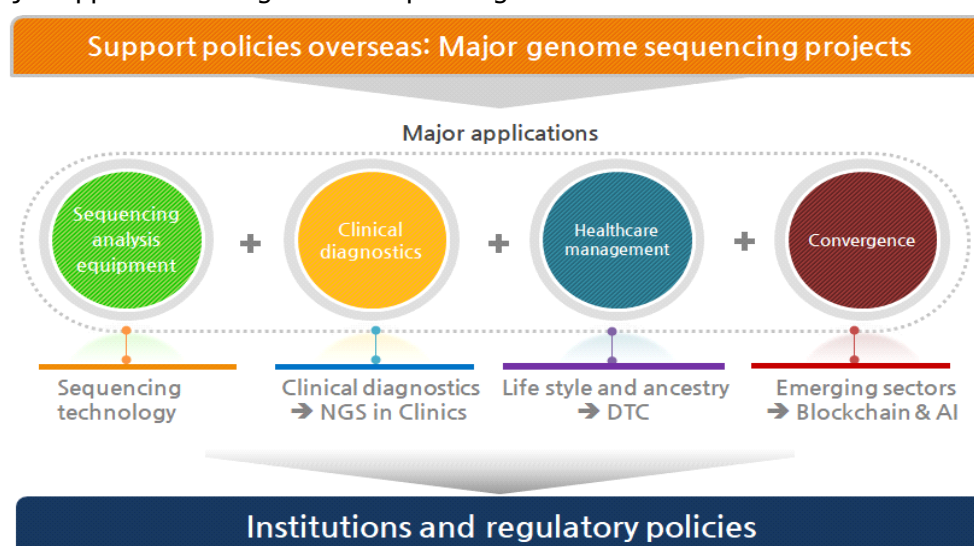 Support policies overseas: Major genome sequencing projects
Major applications
Sequencing
analysis
equipment
+
Clinical
diagnostics
+
Healthcare
management
+
Convergence
Sequencing
technology
Clinical diagnostics
➔ NGS in Clinics
Life style and ancestry
➔ DTC
Emerging sectors
➔ Blockchain & AI
Institutions and regulatory policies